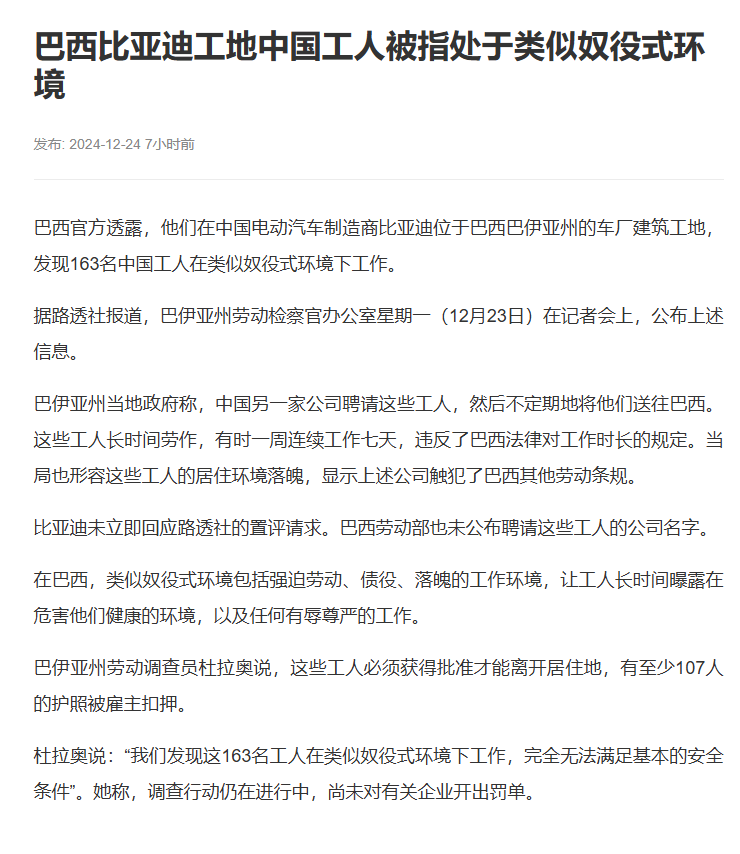 巴西比亚迪工地中国工人被指处于类似奴役式环
境
发布: 2024-12-24 7小时前
巴西官方透露，他们在中国电动汽车制造商比亚迪位于巴西巴伊亚州的车厂建筑工地，
发现163名中国工人在类似奴役式环境下工作。
据路透社报道，巴伊亚州劳动检察官办公室星期一（12月23日）在记者会上，公布上述
信息。
巴伊亚州当地政府称，中国另一家公司聘请这些工人，然后不定期地将他们送往巴西。
这些工人长时间劳作，有时一周连续工作七天，违反了巴西法律对工作时长的规定。当
局也形容这些工人的居住环境落魄，显示上述公司触犯了巴西其他劳动条规。
比亚迪未立即回应路透社的置评请求。巴西劳动部也未公布聘请这些工人的公司名字。
在巴西，类似奴役式环境包括强迫劳动、债役、落魄的工作环境，让工人长时间曝露在
危害他们健康的环境，以及任何有辱尊严的工作。
巴伊亚州劳动调查员杜拉奥说，这些工人必须获得批准才能离开居住地，有至少107人
的护照被雇主扣押。
杜拉奥说：“我们发现这163名工人在类似奴役式环境下工作，完全无法满足基本的安全
条件”。她称，调查行动仍在进行中，尚未对有关企业开出罚单。